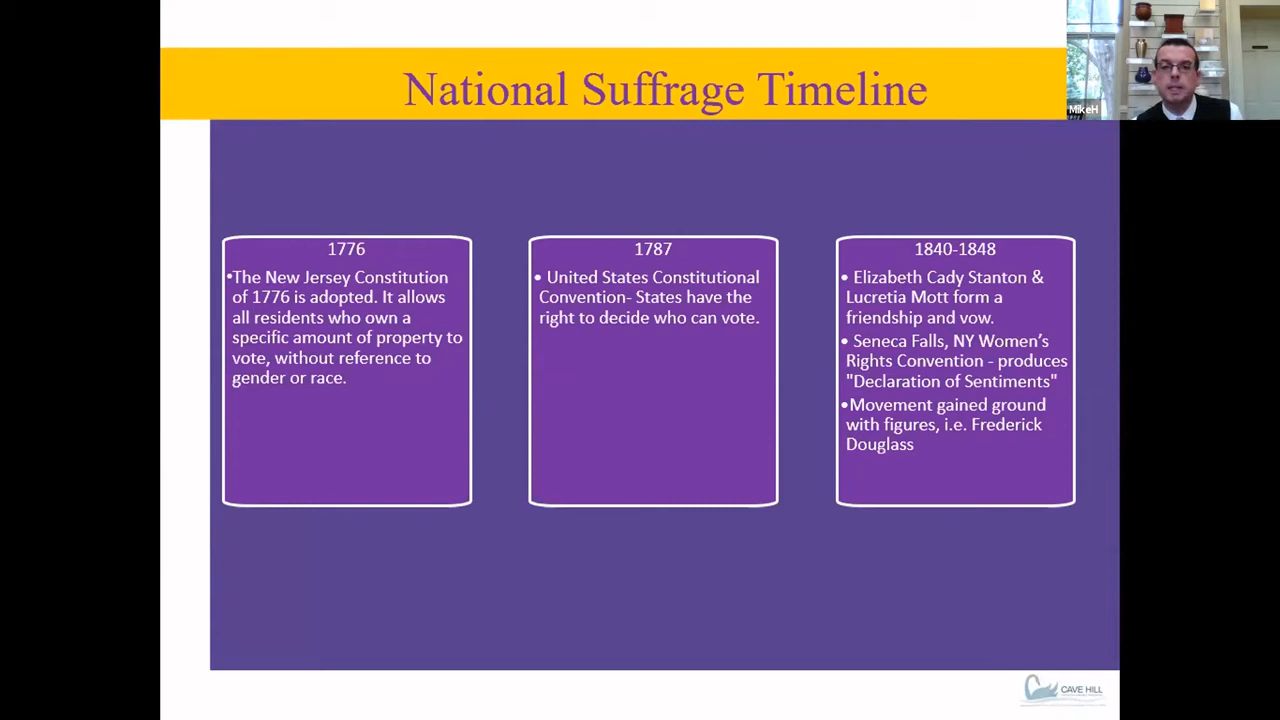 National Suffrage Timeline
MikeH
1776
•The New Jersey Constitution
of 1776 is adopted. It allows
all residents who own a
specific amount of property to
vote, without reference to
gender or race.
1787
• United States Constitutional
Convention- States have the
right to decide who can vote.
1840-1848
• Elizabeth Cady Stanton &
Lucretia Mott form a
friendship and vow.
• Seneca Falls, NY Women’s
Rights Convention - produces
"Declaration of Sentiments"
•Movement gained ground
with figures, i.e. Frederick
Douglass
CAVE HILL